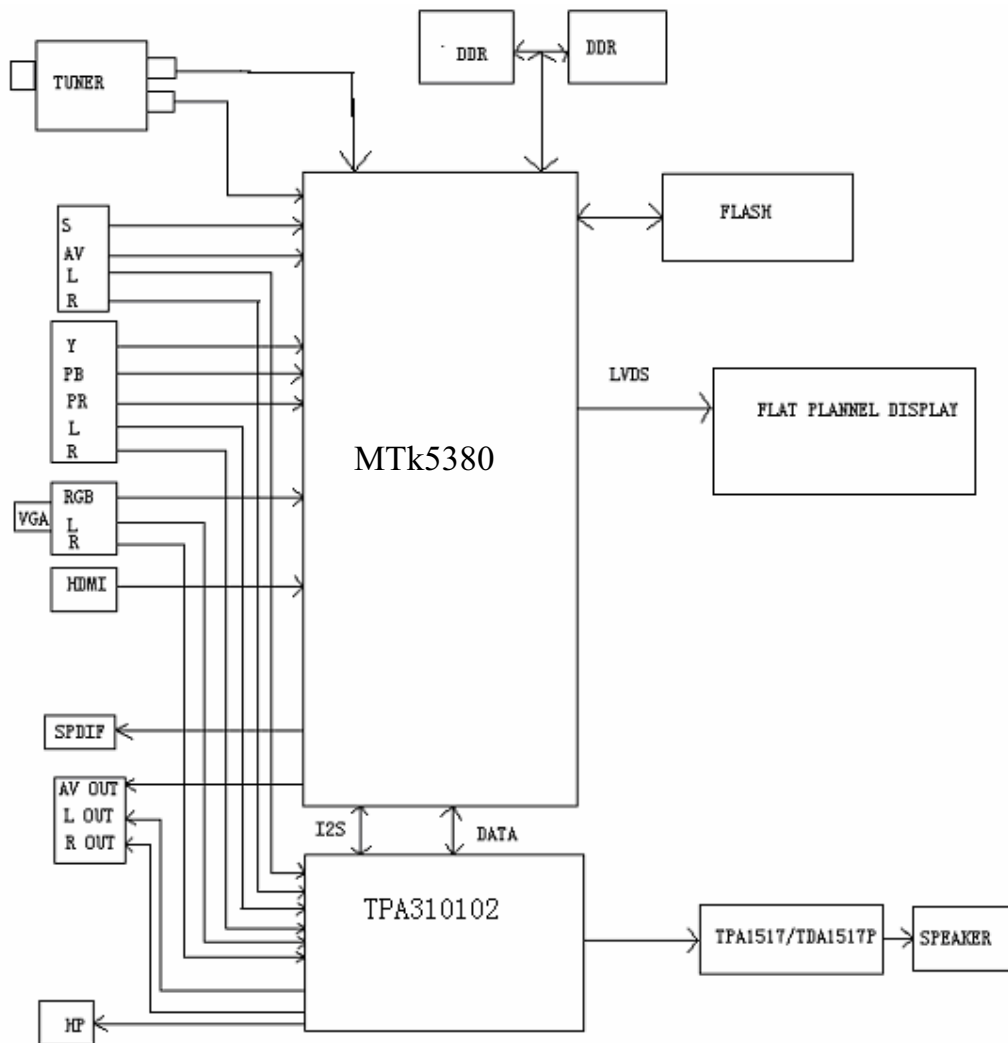 TUNER
DDR
DDR
FLASH
S
AV
L
R
Y
PB
PR
L
R
LVDS
FLAT PLANNEL DISPLAY
MTk5380
VGA
RGB
L
R
HDMI
SPDIF
AV OUT
L OUT
R OUT
I2S
DATA
TPA310102
TPA1517/TDA1517P
SPEAKER
HP